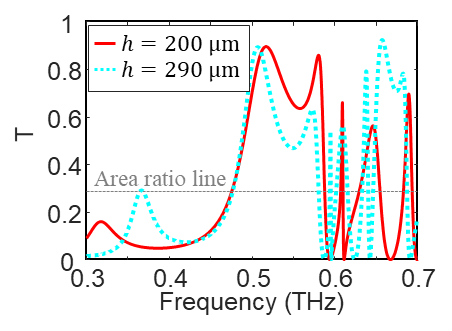 1
h = 200 μm
0.8
h = 290 μm
0.6
T
0.4
Area ratio line
0.2
0
0.3 0.4 0.5 0.6 0.7
Frequency (THz)